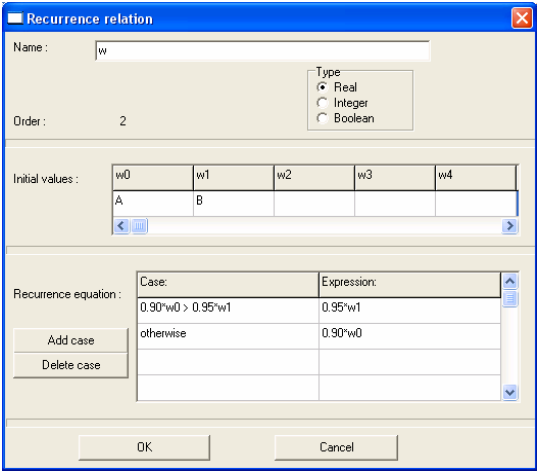 Recurrence relation
Name :
w
Type
Real
Integer
Boolean
Order :
2
Initial values :
w0 w1 w2 w3 w4
A B
Recurrence equation :
Case: Expression:
0.90*w0 > 0.95*w1 0.95*w1
otherwise 0.90*w0
Add case
Delete case
OK Cancel